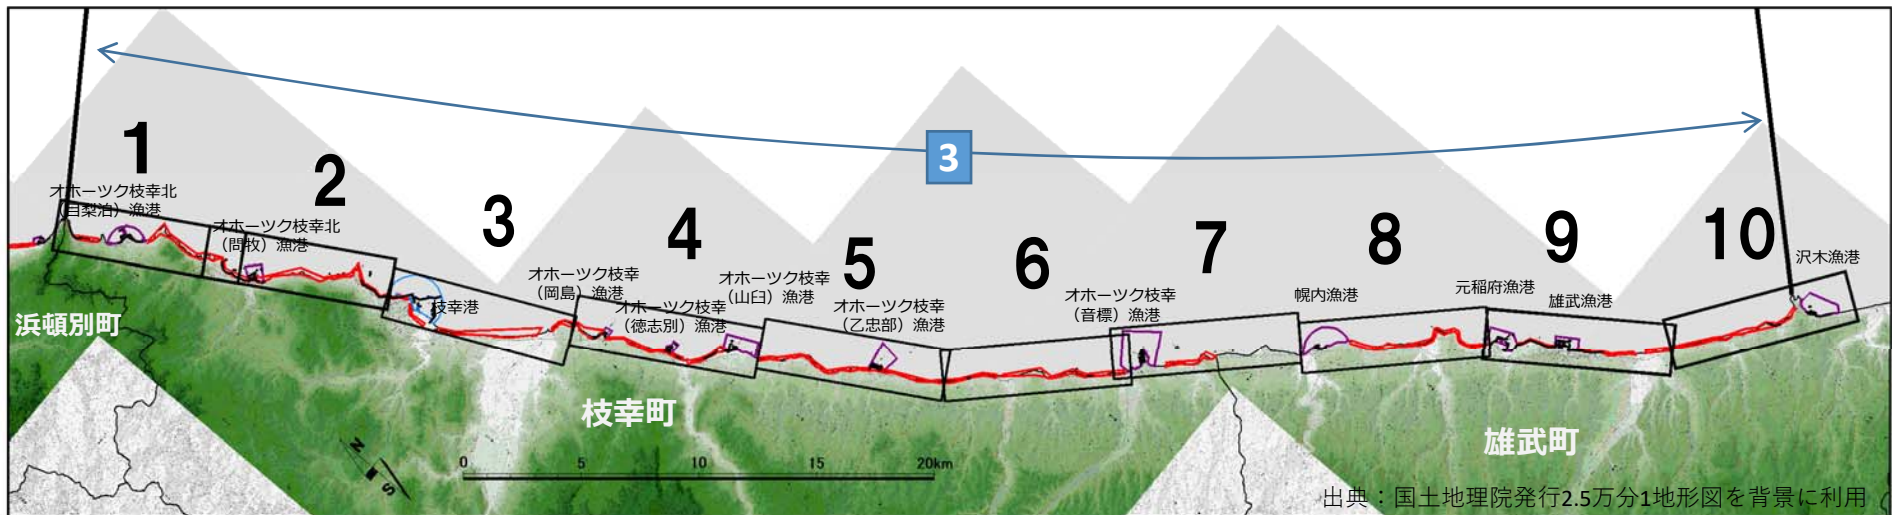 3
1
オホーツク枝幸北
（目梨泊）漁港
2
オホーツク枝幸北
（問牧）漁港
3
枝幸港
オホーツク枝幸
（岡島）漁港
4
オホーツク枝幸
（徳志別）漁港
オホーツク枝幸
（山臼）漁港
5
オホーツク枝幸
（乙忠部）漁港
6
オホーツク枝幸
（音標）漁港
7
幌内漁港
8
元稲府漁港
9
雄武漁港
10
沢木漁港
浜頓別町
枝幸町
雄武町
N
S
0 5 10 15 20km
出典：国土地理院発行2.5万分1地形図を背景に利用